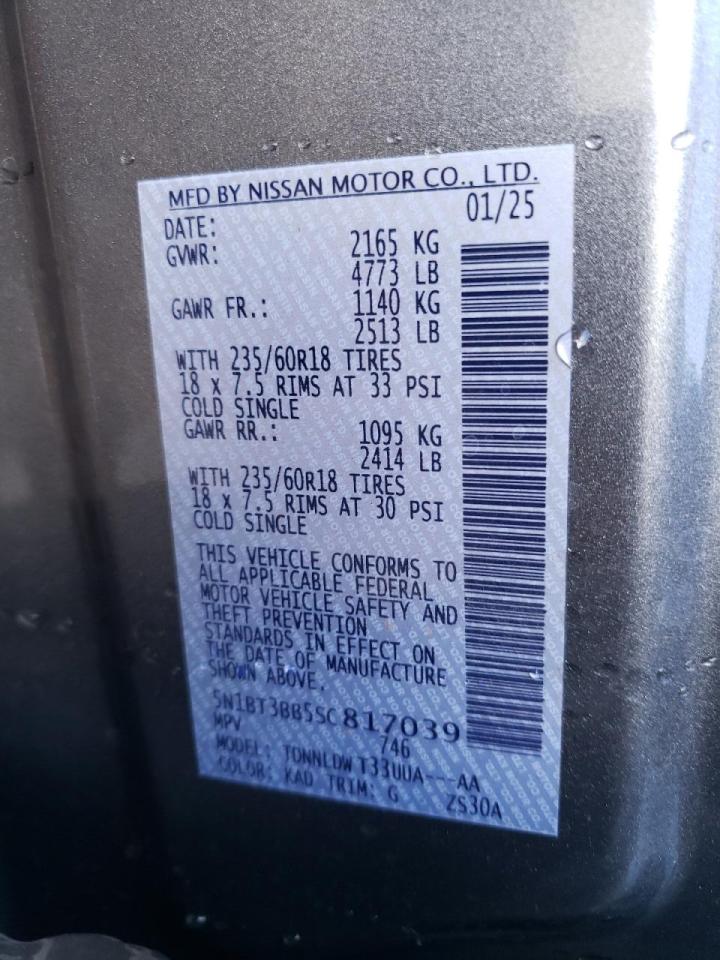 MFD BY NISSAN MOTOR CO., LTD.
DATE: 01/25
GVWR: 2165 KG
4773 LB
GAWR FR.: 1140 KG
2513 LB
WITH 235/60R18 TIRES
18 x 7.5 RIMS AT 33 PSI
COLD SINGLE
GAWR RR.: 1095 KG
2414 LB
WITH 235/60R18 TIRES
18 x 7.5 RIMS AT 30 PSI
COLD SINGLE
THIS VEHICLE CONFORMS TO
ALL APPLICABLE FEDERAL
MOTOR VEHICLE SAFETY AND
THEFT PREVENTION
STANDARDS IN EFFECT ON
THE DATE OF MANUFACTURE
SHOWN ABOVE.
5N1BT3BB5SC817039
MPV 746
MODEL: TDNNLDW T33UUA---AA
COLOR: KAD TRIM: G ZS30A